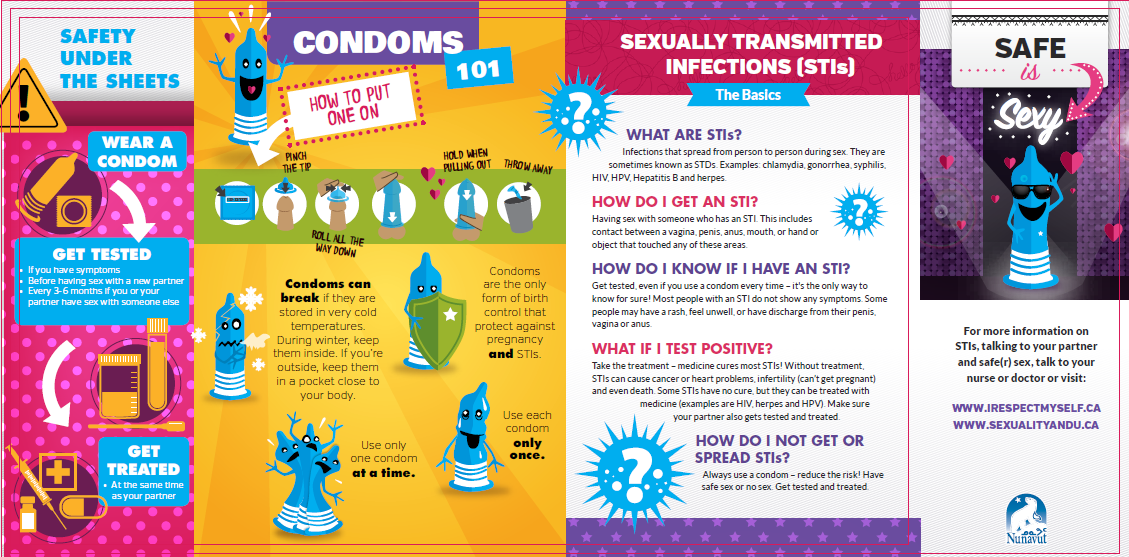 SAFETY
UNDER
THE SHEETS
WEAR A
CONDOM
GET TESTED
• If you have symptoms
• Before having sex with a new partner
• Every 3-6 months if you or your
partner have sex with someone else
GET
TREATED
• At the same time
as your partner
CONDOMS
101
HOW TO PUT
ONE ON
PINCH
THE TIP
ROLL ALL THE
WAY DOWN
HOLD WHEN
PULLING OUT
THROW AWAY
Condoms can
break if they are
stored in very cold
temperatures.
During winter, keep
them inside. If you're
outside, keep them
in a pocket close to
your body.
Condoms
are the only
form of birth
control that
protect against
pregnancy
and STIs.
Use only
one condom
at a time.
Use each
condom
only
once.
SEXUALLY TRANSMITTED
INFECTIONS (STIs)
The Basics
WHAT ARE STIs?
Infections that spread from person to person during sex. They are
sometimes known as STDs. Examples: chlamydia, gonorrhea, syphilis,
HIV, HPV, Hepatitis B and herpes.
HOW DO I GET AN STI?
Having sex with someone who has an STI. This includes
contact between a vagina, penis, anus, mouth, or hand or
object that touched any of these areas.
HOW DO I KNOW IF I HAVE AN STI?
Get tested, even if you use a condom every time – it's the only way to
know for sure! Most people with an STI do not show any symptoms. Some
people may have a rash, feel unwell, or have discharge from their penis,
vagina or anus.
WHAT IF I TEST POSITIVE?
Take the treatment – medicine cures most STIs! Without treatment,
STIs can cause cancer or heart problems, infertility (can't get pregnant)
and even death. Some STIs have no cure, but they can be treated with
medicine (examples are HIV, herpes and HPV). Make sure
your partner also gets tested and treated.
HOW DO I NOT GET OR
SPREAD STIs?
Always use a condom – reduce the risk! Have
safe sex or no sex. Get tested and treated.
SAFE
is
Sexy
For more information on
STIs, talking to your partner
and safe(r) sex, talk to your
nurse or doctor or visit:
WWW.IRESPECTMYSELF.CA
WWW.SEXUALITYANDU.CA
Nunavut